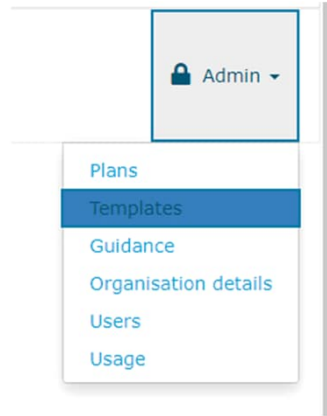 Admin
Plans
Templates
Guidance
Organisation details
Users
Usage